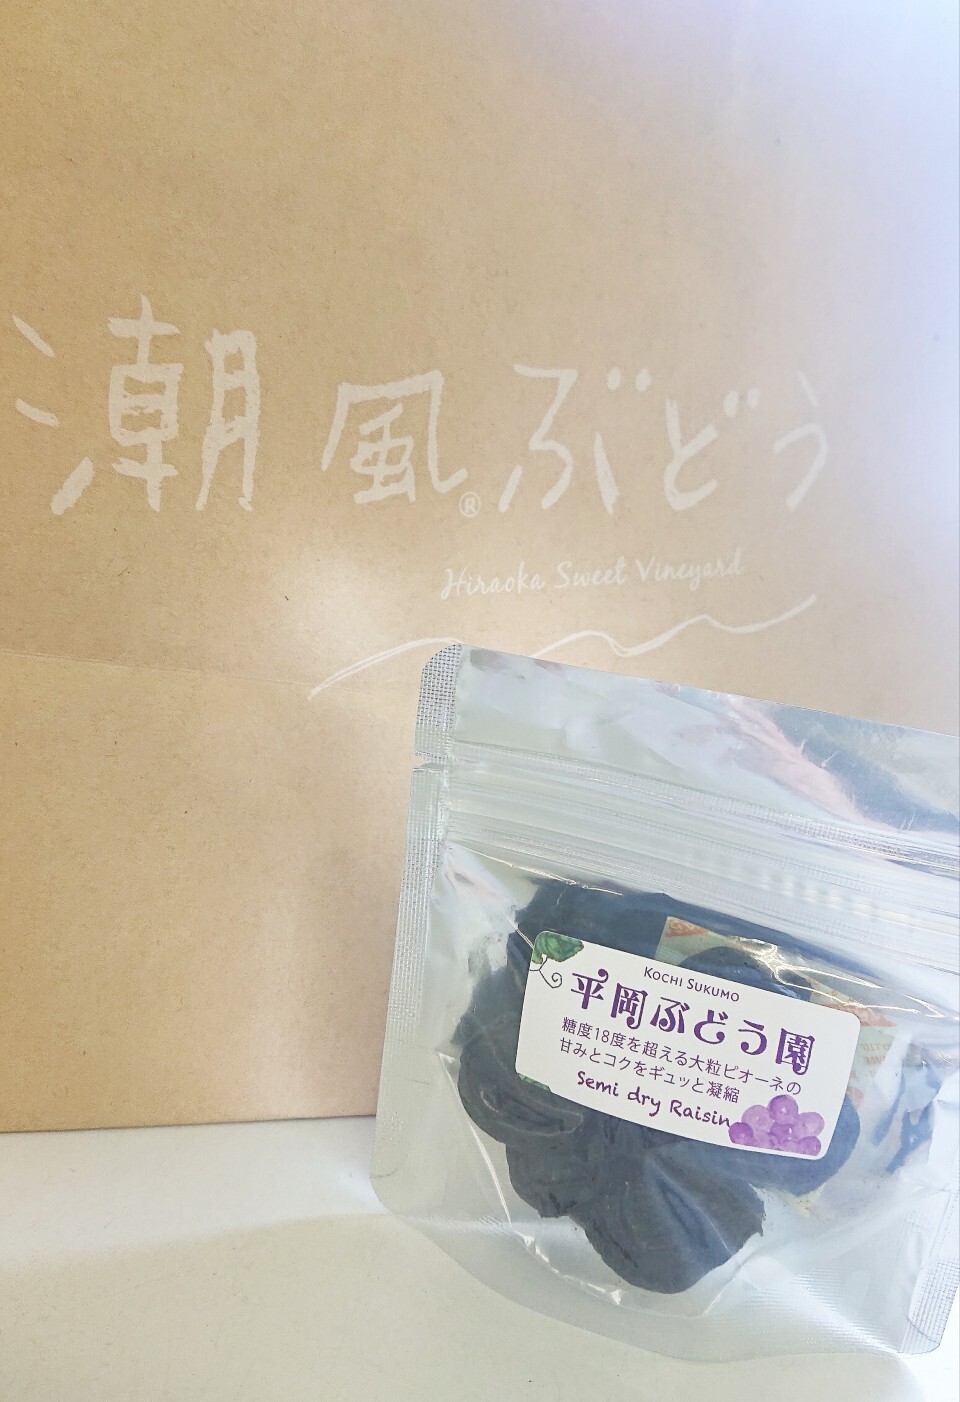 潮風®ぶどう
Hiraoka Sweet Vineyard
KOCHI SUKUMO
平岡ぶどう園
糖度18度を超える大粒ピオーネの
甘みとコクをギュッと凝縮
Semi dry Raisin